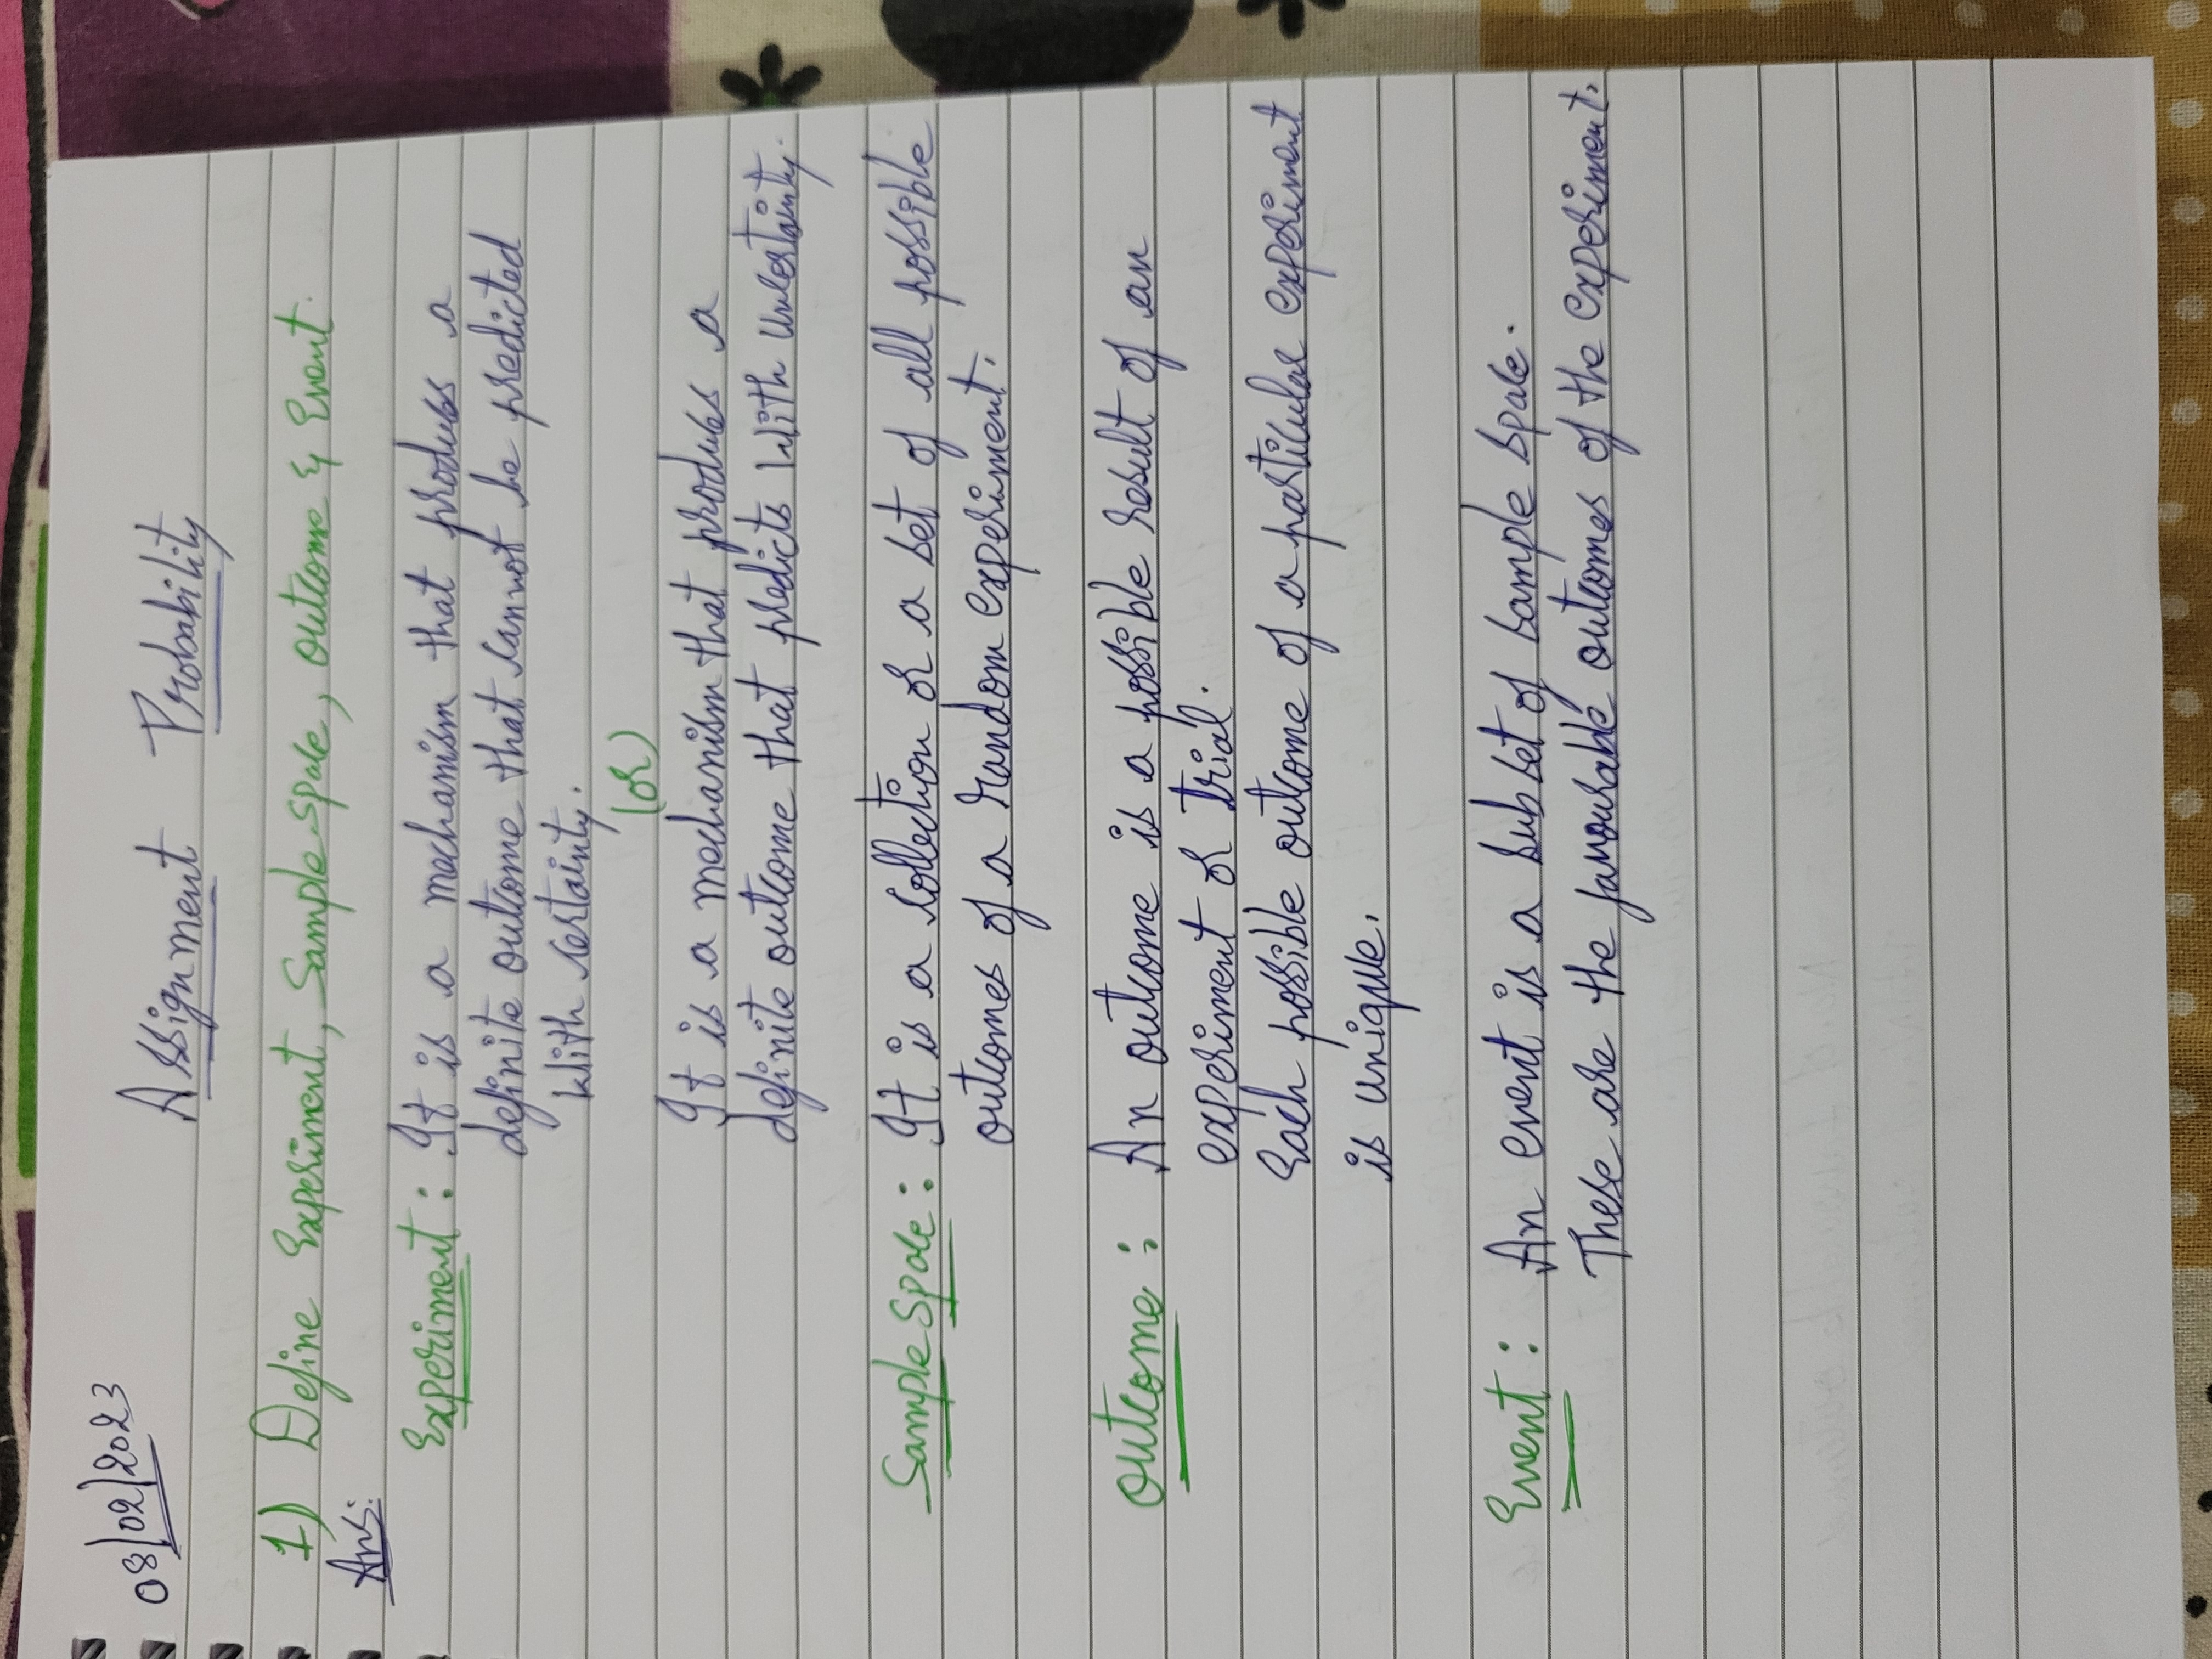 08/02/2023
Assignment Probability
1) Define Experiment, Sample Space, Outcome & Event.
Ans:
Experiment: It is a mechanism that produces a
definite outcome that cannot be predicted
With certainty.
(or)
It is a mechanism that produces a
definite outcome that predicts With uncertainty.
Sample Space: It is a collection or a set of all possible
outcomes of a random experiment.
Outcome: An outcome is a possible result of an
experiment or trial.
Each possible outcome of a particular experiment
is unique.
Event: An event is a subset of sample space.
These are the favourable outcomes of the experiment.